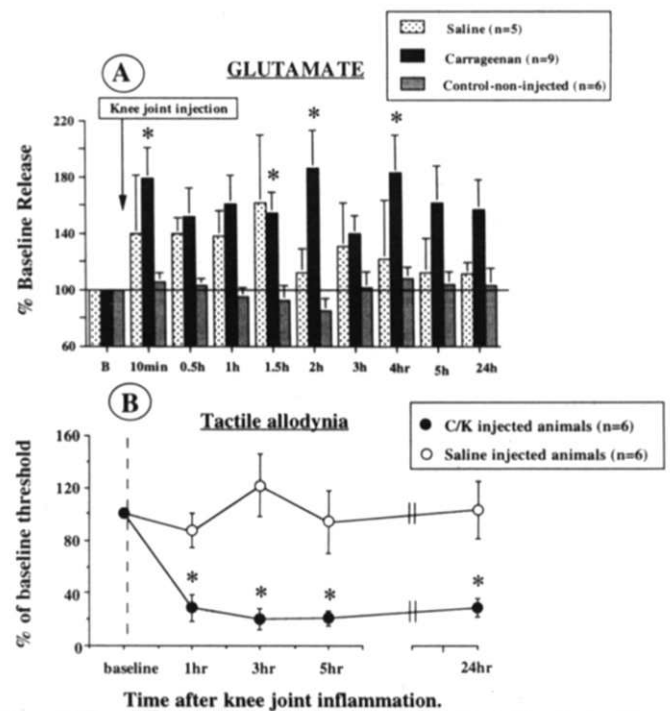 Saline (n=5)
Carrageenan (n=9)
Control-non-injected (n=6)
A
GLUTAMATE
Knee joint injection
% Baseline Release
220
180
140
100
60
* * * *
B 10min 0.5h 1h 1.5h 2h 3h 4hr 5h 24h
B
Tactile allodynia
C/K injected animals (n=6)
Saline injected animals (n=6)
% of baseline threshold
160
120
80
40
0
* * * *
baseline 1hr 3hr 5hr 24hr
Time after knee joint inflammation.